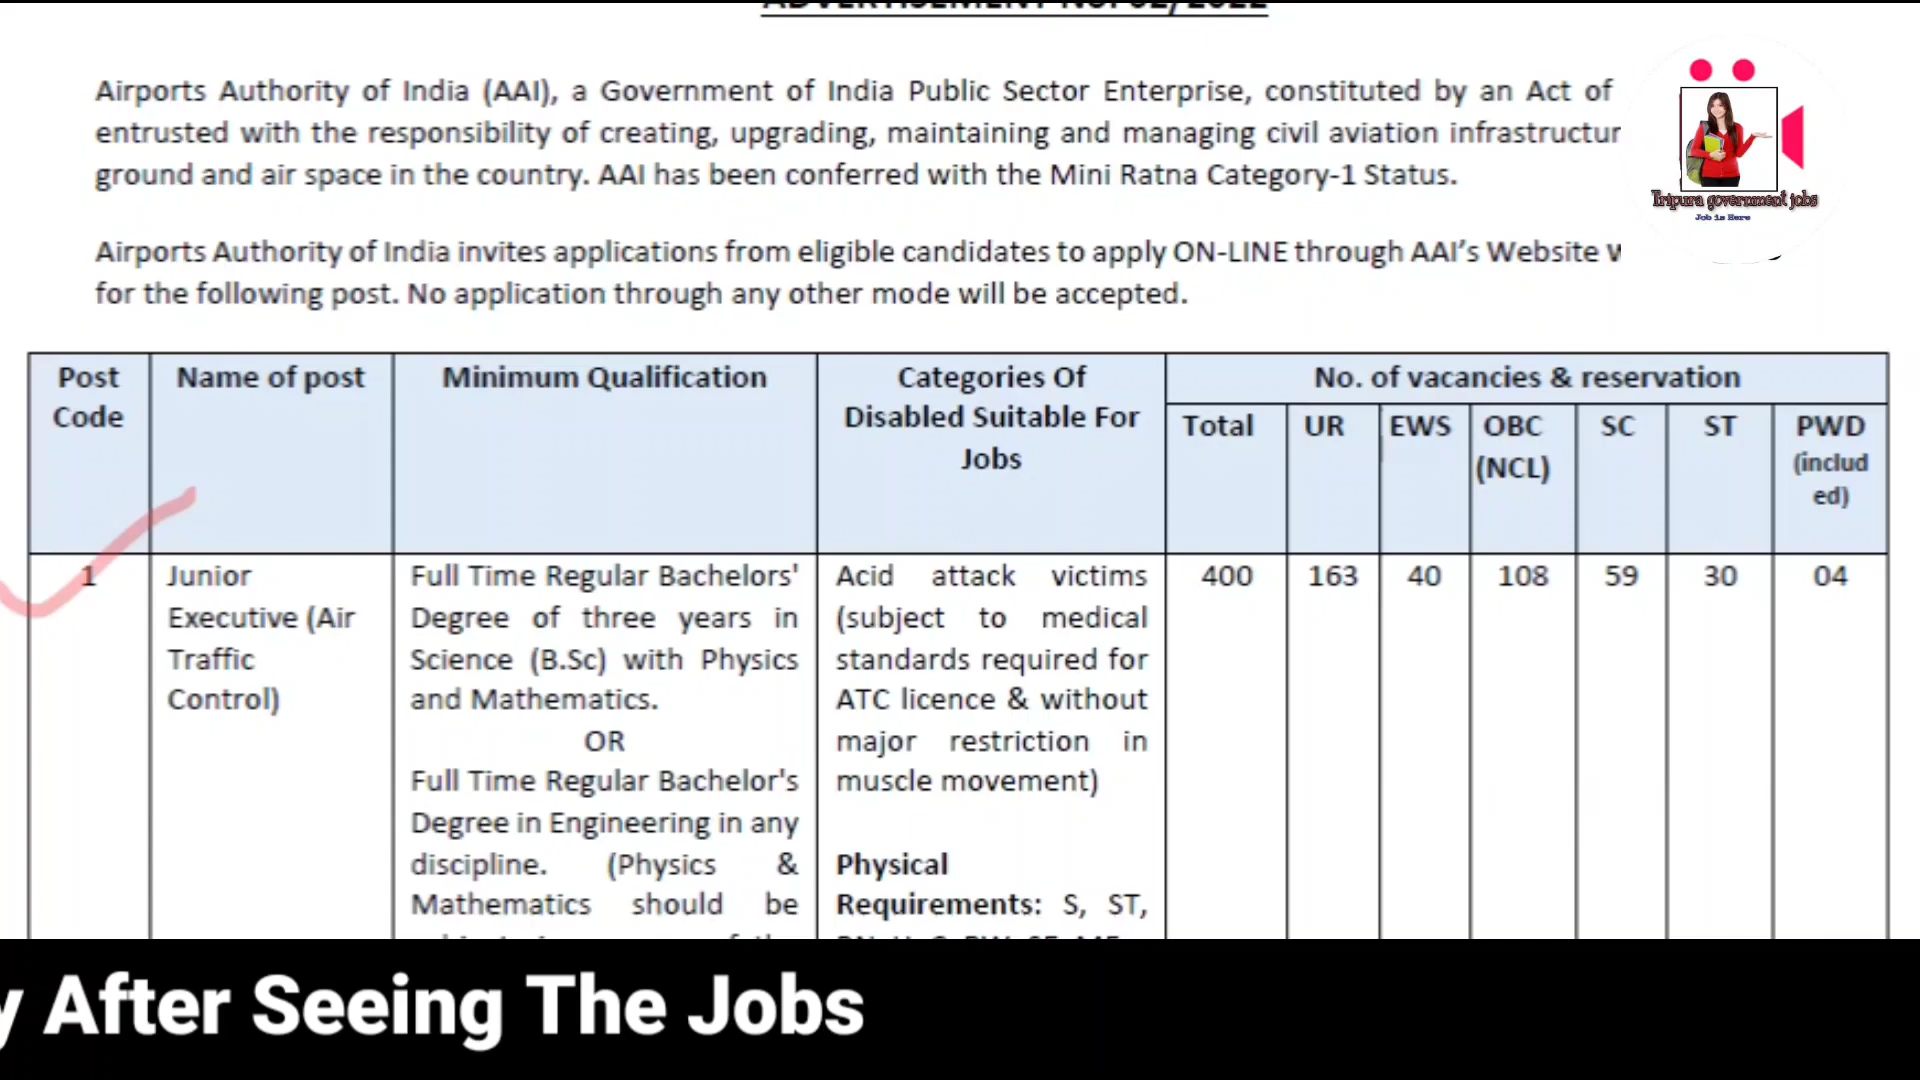 ADVERTISEMENT No. 02/2022
Airports Authority of India (AAI), a Government of India Public Sector Enterprise, constituted by an Act of
entrusted with the responsibility of creating, upgrading, maintaining and managing civil aviation infrastructur
ground and air space in the country. AAI has been conferred with the Mini Ratna Category-1 Status.
Tripura government jobs
Job is Here
Airports Authority of India invites applications from eligible candidates to apply ON-LINE through AAI’s Website
for the following post. No application through any other mode will be accepted.
Post Code
Name of post
Minimum Qualification
Categories Of
Disabled Suitable For
Jobs
No. of vacancies & reservation
Total UR EWS OBC (NCL) SC ST PWD (includ ed)
1
Junior
Executive (Air
Traffic
Control)
Full Time Regular Bachelors'
Degree of three years in
Science (B.Sc) with Physics
and Mathematics.
OR
Full Time Regular Bachelor's
Degree in Engineering in any
discipline. (Physics &
Mathematics should be
Acid attack victims
(subject to medical
standards required for
ATC licence & without
major restriction in
muscle movement)
Physical
Requirements: S, ST,
400 163 40 108 59 30 04
y After Seeing The Jobs